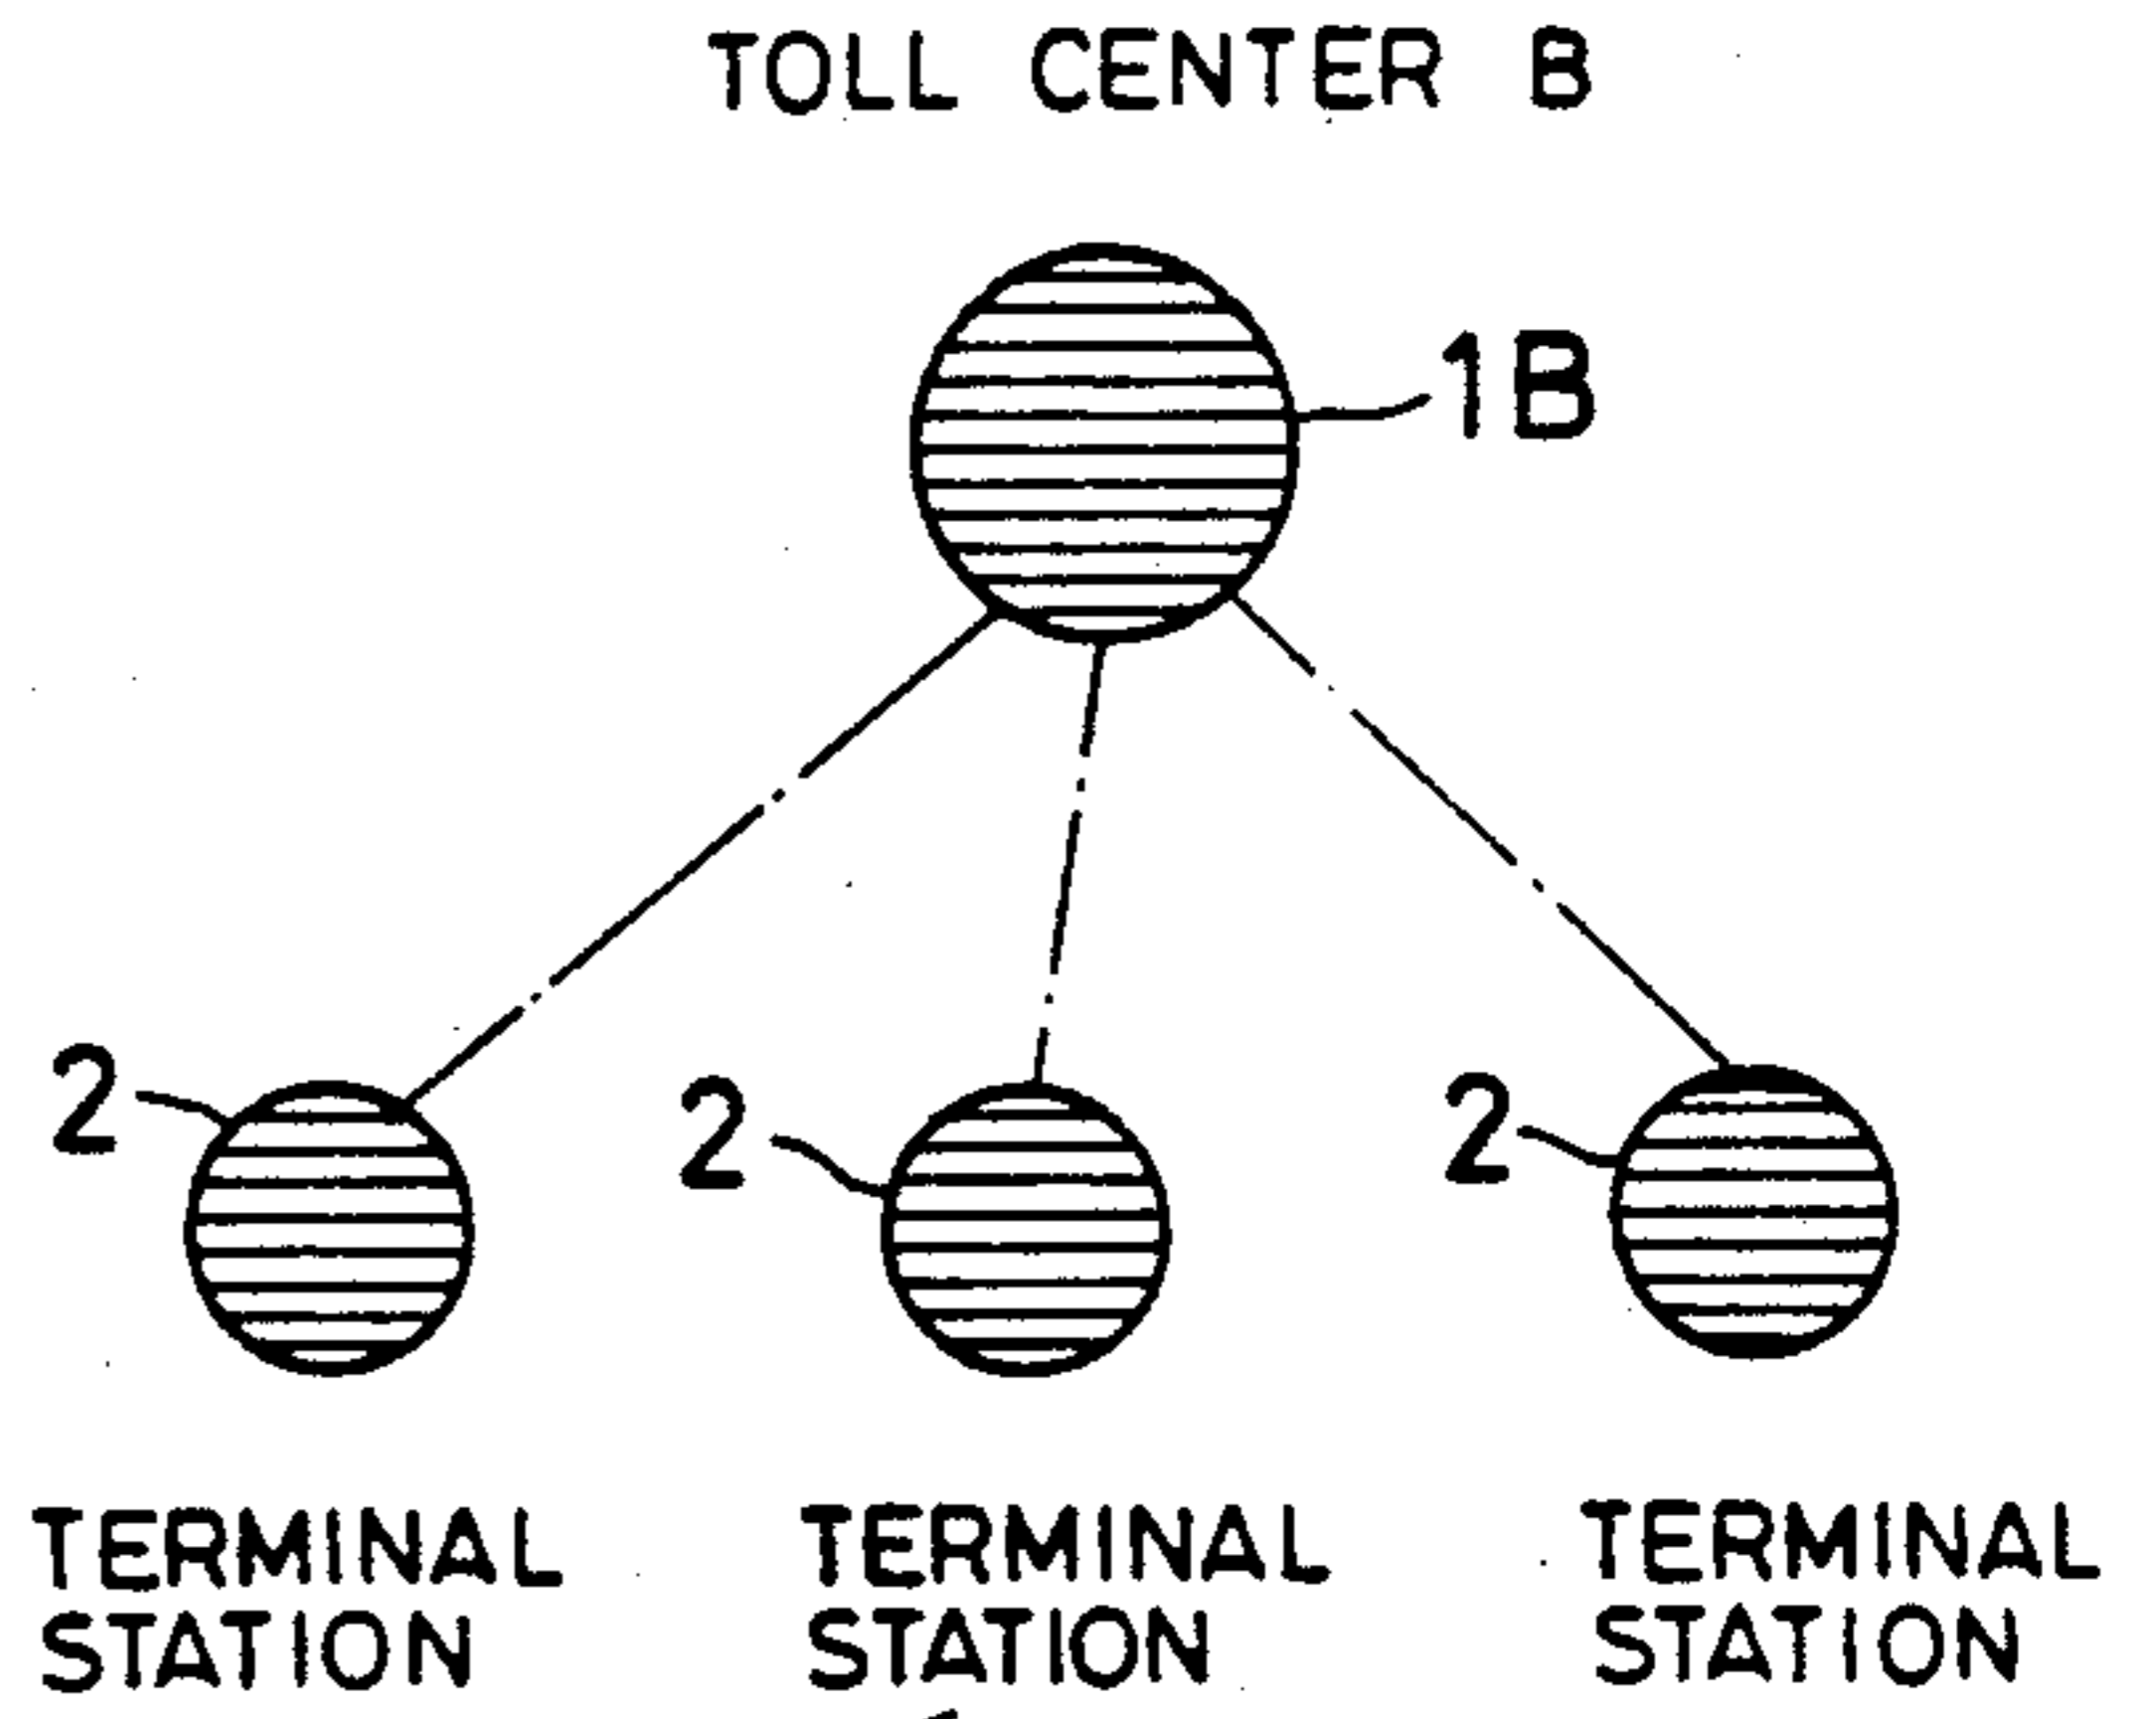 TOLL CENTER B
1B
2
2
2
TERMINAL
STATION
TERMINAL
STATION
TERMINAL
STATION